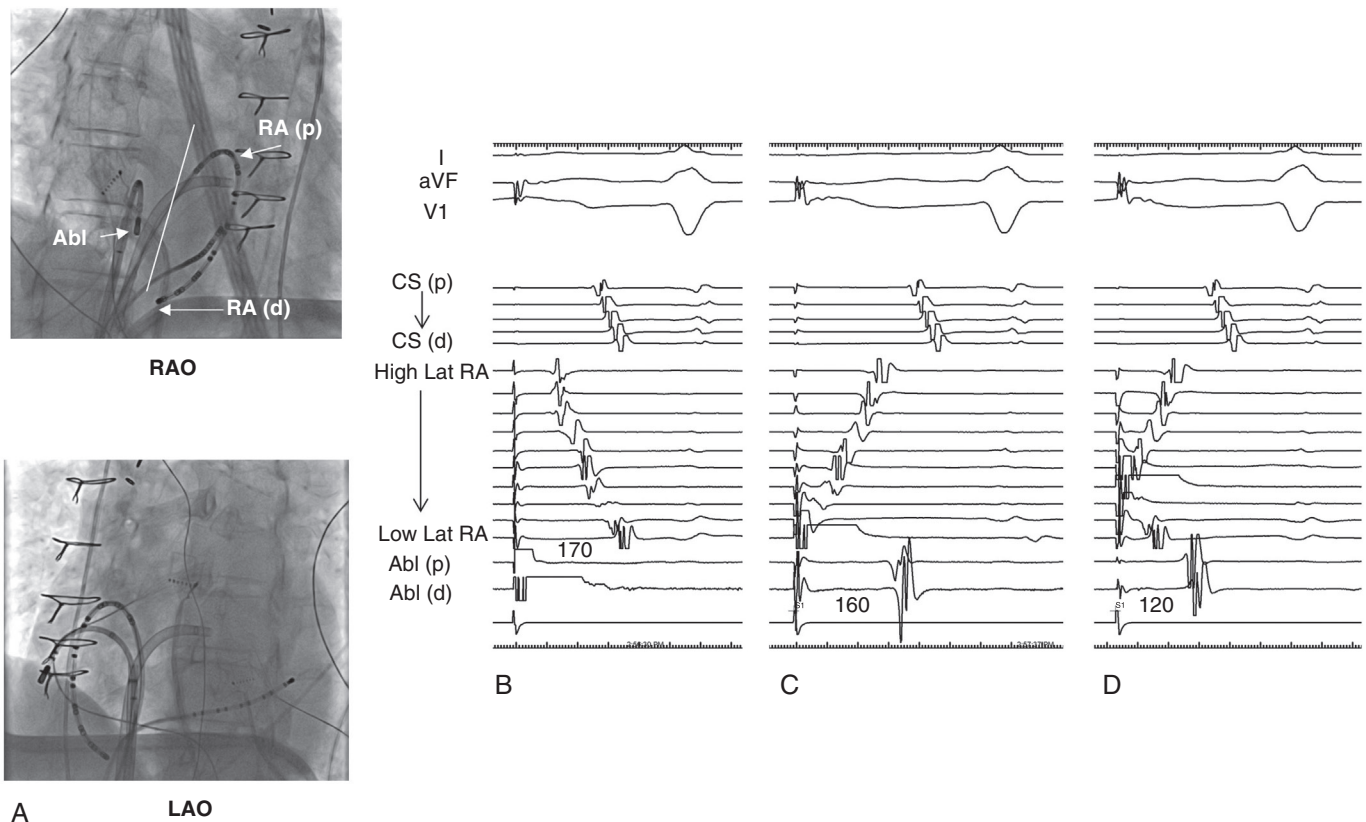 RA (p)
Abl
RA (d)
RAO
A
LAO
I
aVF
V1
CS (p)
CS (d)
High Lat RA
Low Lat RA
Abl (p)
Abl (d)
170
B
S1
160
C
S1
120
D